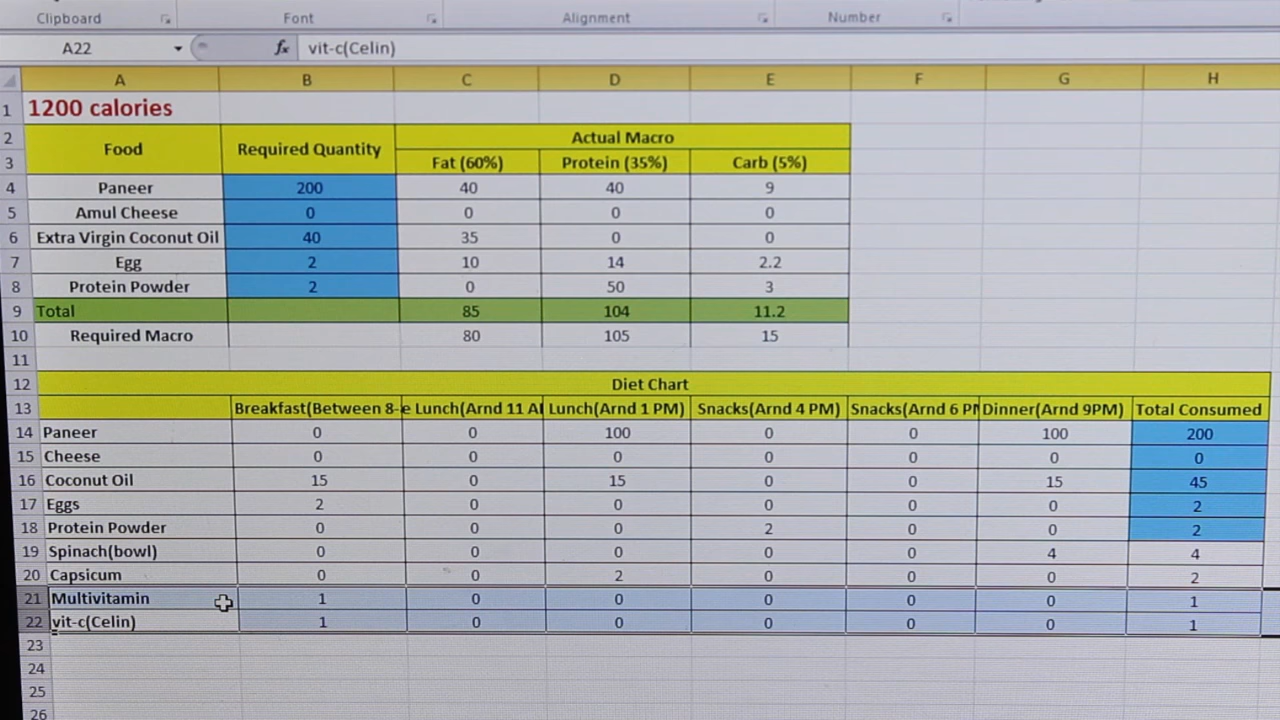 Clipboard Font Alignment Number
A22 fx vit-c(Celin)
A B C D E F G H
1 1200 calories
2 Food Required Quantity Actual Macro
3 Fat (60%) Protein (35%) Carb (5%)
4 Paneer 200 40 40 9
5 Amul Cheese 0 0 0 0
6 Extra Virgin Coconut Oil 40 35 0 0
7 Egg 2 10 14 2.2
8 Protein Powder 2 0 50 3
9 Total 85 104 11.2
10 Required Macro 80 105 15
11
12 Diet Chart
13 Breakfast(Between 8- e Lunch(Arnd 11 A Lunch(Arnd 1 PM) Snacks(Arnd 4 PM) Snacks(Arnd 6 P Dinner(Arnd 9PM) Total Consumed
14 Paneer 0 0 100 0 0 100 200
15 Cheese 0 0 0 0 0 0 0
16 Coconut Oil 15 0 15 0 0 15 45
17 Eggs 2 0 0 0 0 0 2
18 Protein Powder 0 0 0 2 0 0 2
19 Spinach(bowl) 0 0 0 0 0 4 4
20 Capsicum 0 0 2 0 0 0 2
21 Multivitamin 1 0 0 0 0 0 1
22 vit-c(Celin) 1 0 0 0 0 0 1
23
24
25
26